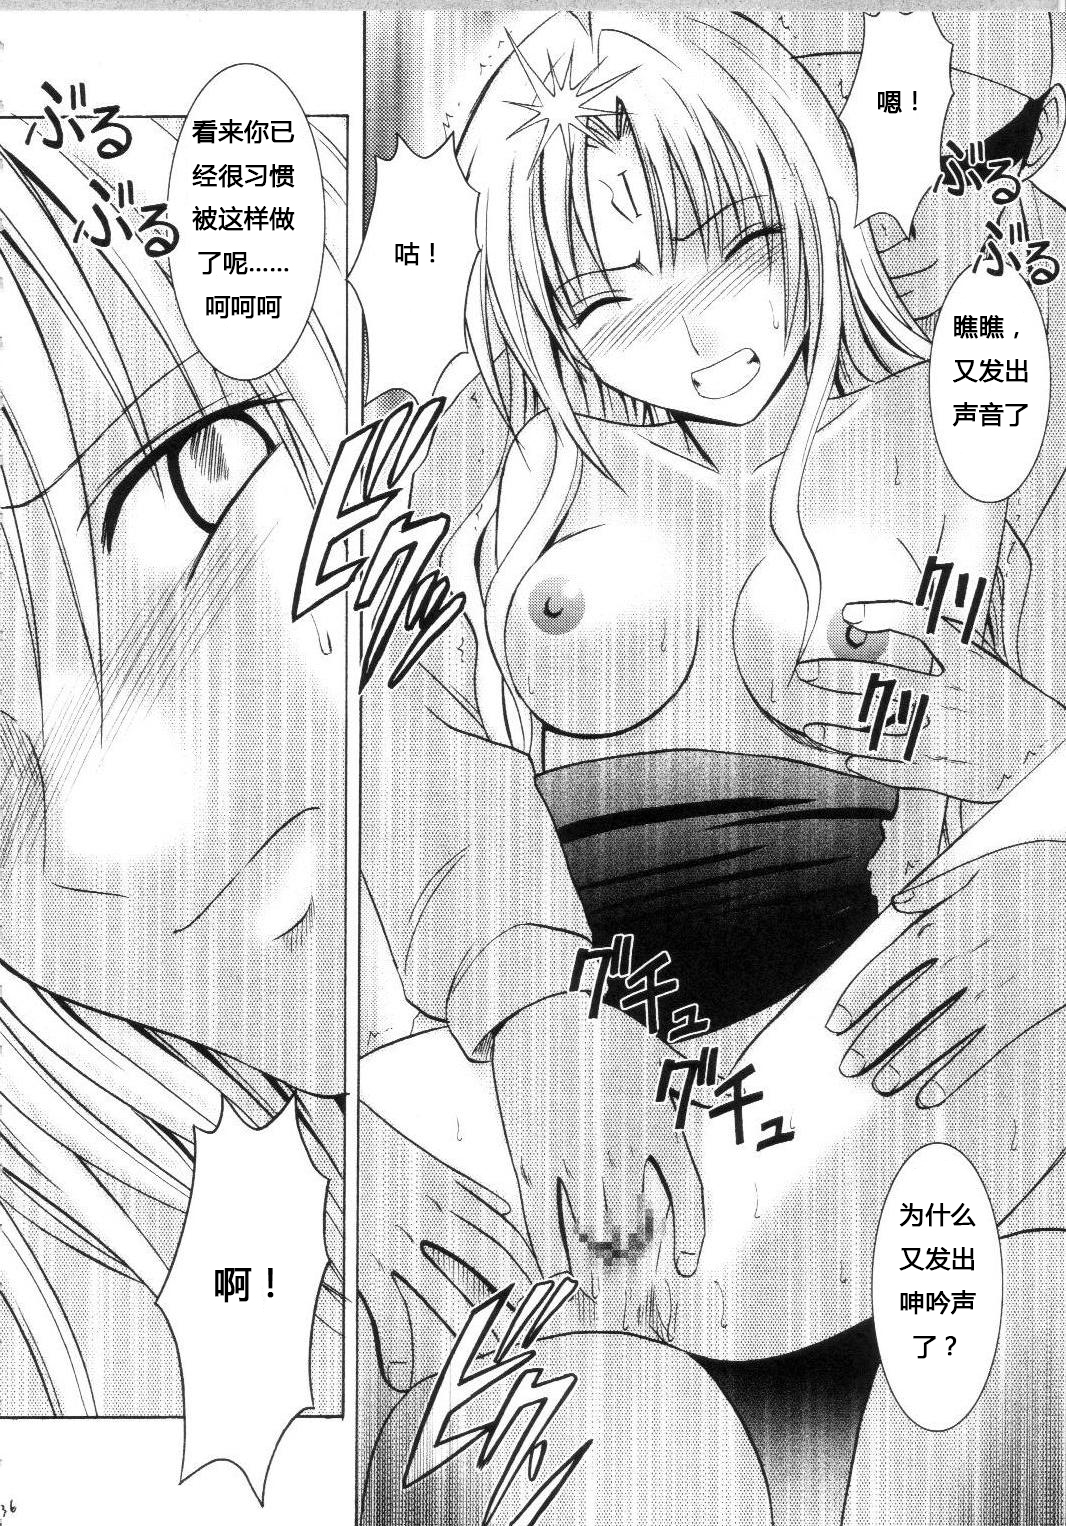 嗯！
ぶる
ぶる
瞧瞧，
又发出
声音了
咕！
ビクッ
クリ
クリ
グチュ
グチュ
为什么
又发出
呻吟声
了？
ビクッ
ぶる
ぶる
看来你已
经很习惯
被这样做
了呢……
呵呵呵
啊！
36